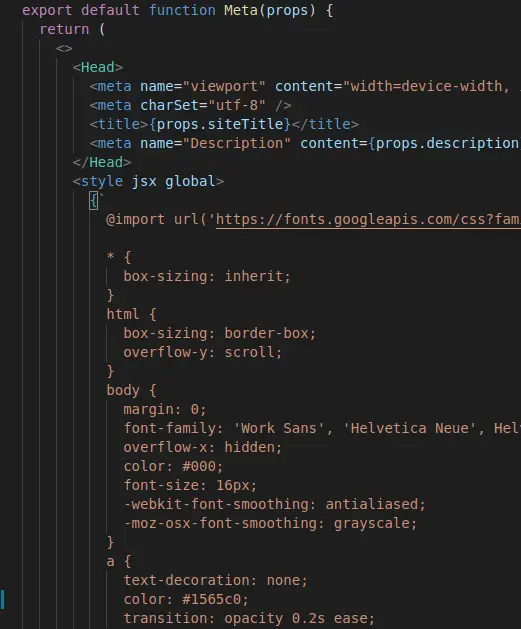 export default function Meta(props) {
  return (
    <>
      <Head>
        <meta name="viewport" content="width=device-width,
        <meta charSet="utf-8" />
        <title>{props.siteTitle}</title>
        <meta name="Description" content={props.description
      </Head>
      <style jsx global>
        {`
          @import url('https://fonts.googleapis.com/css?fam

          * {
            box-sizing: inherit;
          }
          html {
            box-sizing: border-box;
            overflow-y: scroll;
          }
          body {
            margin: 0;
            font-family: 'Work Sans', 'Helvetica Neue', Hel
            overflow-x: hidden;
            color: #000;
            font-size: 16px;
            -webkit-font-smoothing: antialiased;
            -moz-osx-font-smoothing: grayscale;
          }
          a {
            text-decoration: none;
            color: #1565c0;
            transition: opacity 0.2s ease;